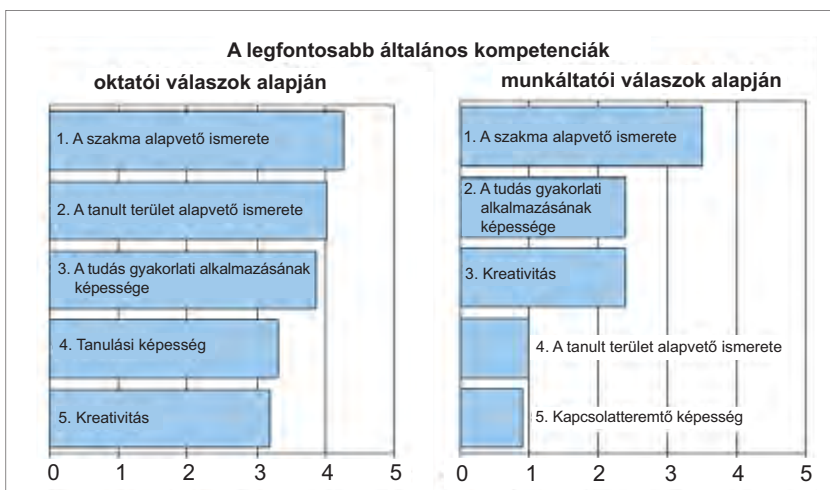 A legfontosabb általános kompetenciák
oktatói válaszok alapján
1. A szakma alapvető ismerete
2. A tanult terület alapvető ismerete
3. A tudás gyakorlati alkalmazásának
képessége
4. Tanulási képesség
5. Kreativitás
0 1 2 3 4 5
munkáltatói válaszok alapján
1. A szakma alapvető ismerete
2. A tudás gyakorlati
alkalmazásának
képessége
3. Kreativitás
4. A tanult terület alapvető ismerete
5. Kapcsolatteremtő képesség
0 1 2 3 4 5